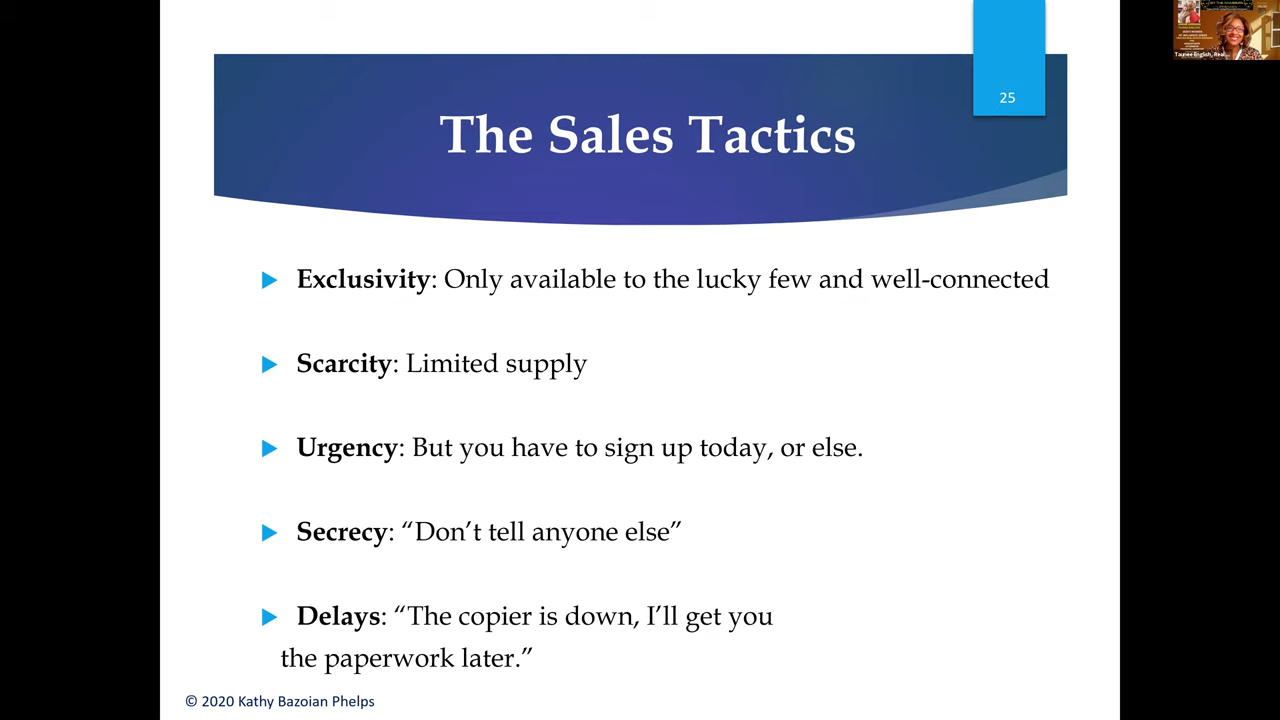 25
The Sales Tactics
Exclusivity: Only available to the lucky few and well-connected
Scarcity: Limited supply
Urgency: But you have to sign up today, or else.
Secrecy: “Don’t tell anyone else”
Delays: “The copier is down, I’ll get you
the paperwork later.”
© 2020 Kathy Bazoian Phelps